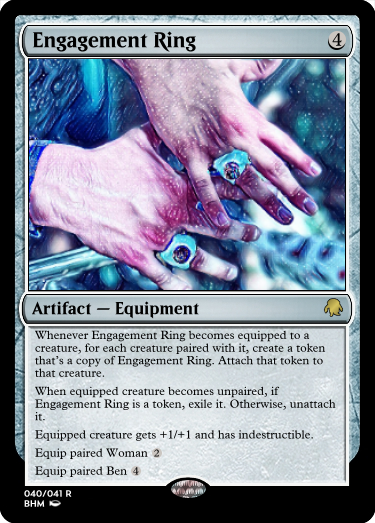 Engagement Ring 4
Artifact — Equipment
Whenever Engagement Ring becomes equipped to a
creature, for each creature paired with it, create a token
that's a copy of Engagement Ring. Attach that token to
that creature.
When equipped creature becomes unpaired, if
Engagement Ring is a token, exile it. Otherwise, unattach
it.
Equipped creature gets +1/+1 and has indestructible.
Equip paired Woman 2
Equip paired Ben 4
040/041 R
BHM